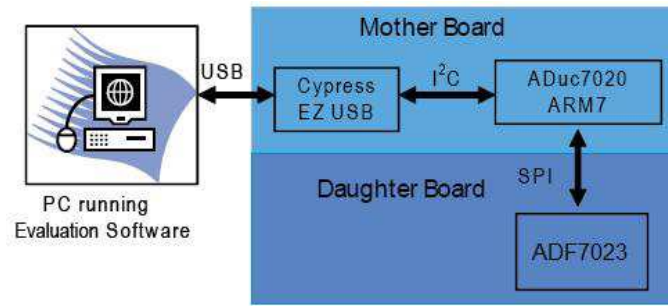 Mother Board
USB
Cypress
EZ USB
I²C
ADuc7020
ARM7
Daughter Board
SPI
ADF7023
PC running
Evaluation Software